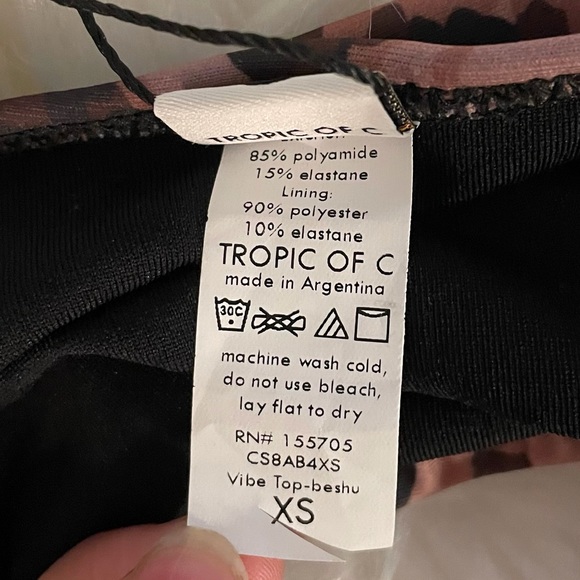 TROPIC OF C
85% polyamide
15% elastane
Lining:
90% polyester
10% elastane
TROPIC OF C
made in Argentina
30C
machine wash cold,
do not use bleach,
lay flat to dry
RN# 155705
CS8AB4XS
Vibe Top-beshu
XS